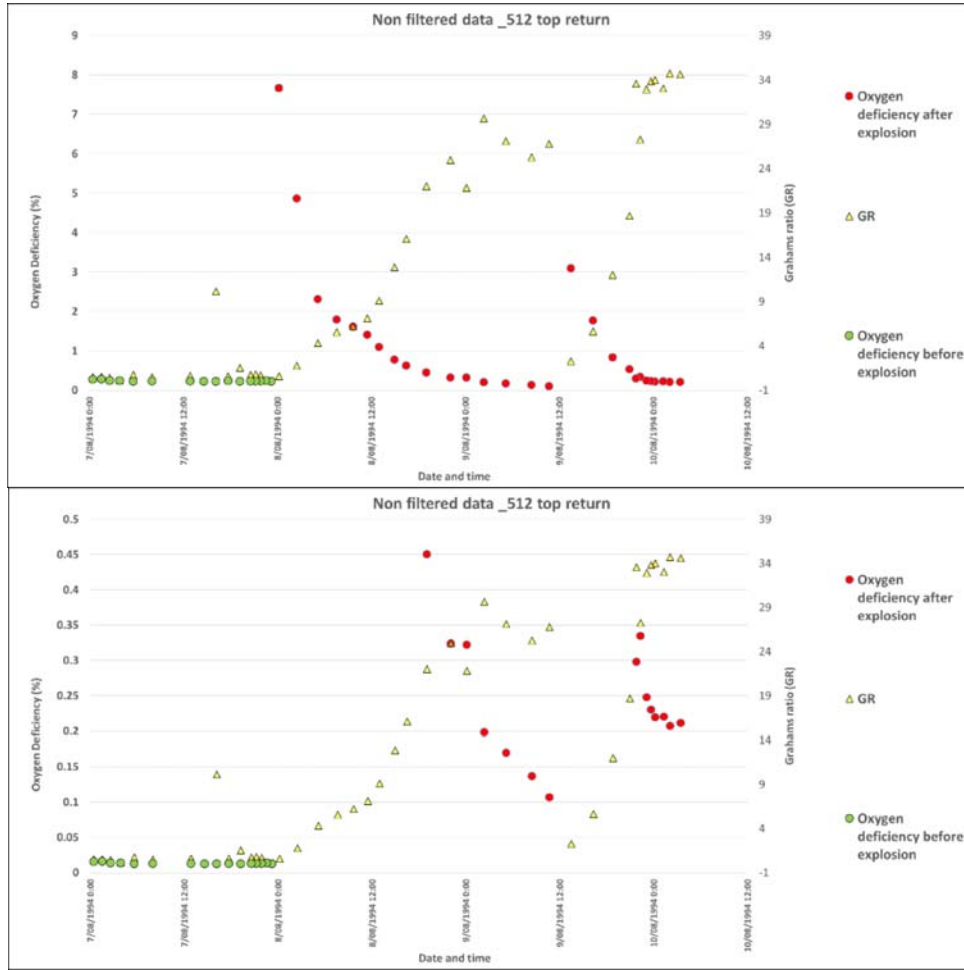 Non filtered data _512 top return
9
8
7
6
5
4
3
2
1
0
Oxygen Deficiency (%)
39
34
29
24
19
14
9
4
-1
Grahams ratio (GR)
7/08/1994 0:00
7/08/1994 12:00
8/08/1994 0:00
8/08/1994 12:00
9/08/1994 0:00
9/08/1994 12:00
10/08/1994 0:00
10/08/1994 12:00
Date and time
Oxygen
deficiency after
explosion
GR
Oxygen
deficiency before
explosion
Non filtered data _512 top return
0.5
0.45
0.4
0.35
0.3
0.25
0.2
0.15
0.1
0.05
0
Oxygen Deficiency (%)
39
34
29
24
19
14
9
4
-1
Grahams ratio (GR)
7/08/1994 0:00
7/08/1994 12:00
8/08/1994 0:00
8/08/1994 12:00
9/08/1994 0:00
9/08/1994 12:00
10/08/1994 0:00
10/08/1994 12:00
Date and time
Oxygen
deficiency after
explosion
GR
Oxygen
deficiency before
explosion